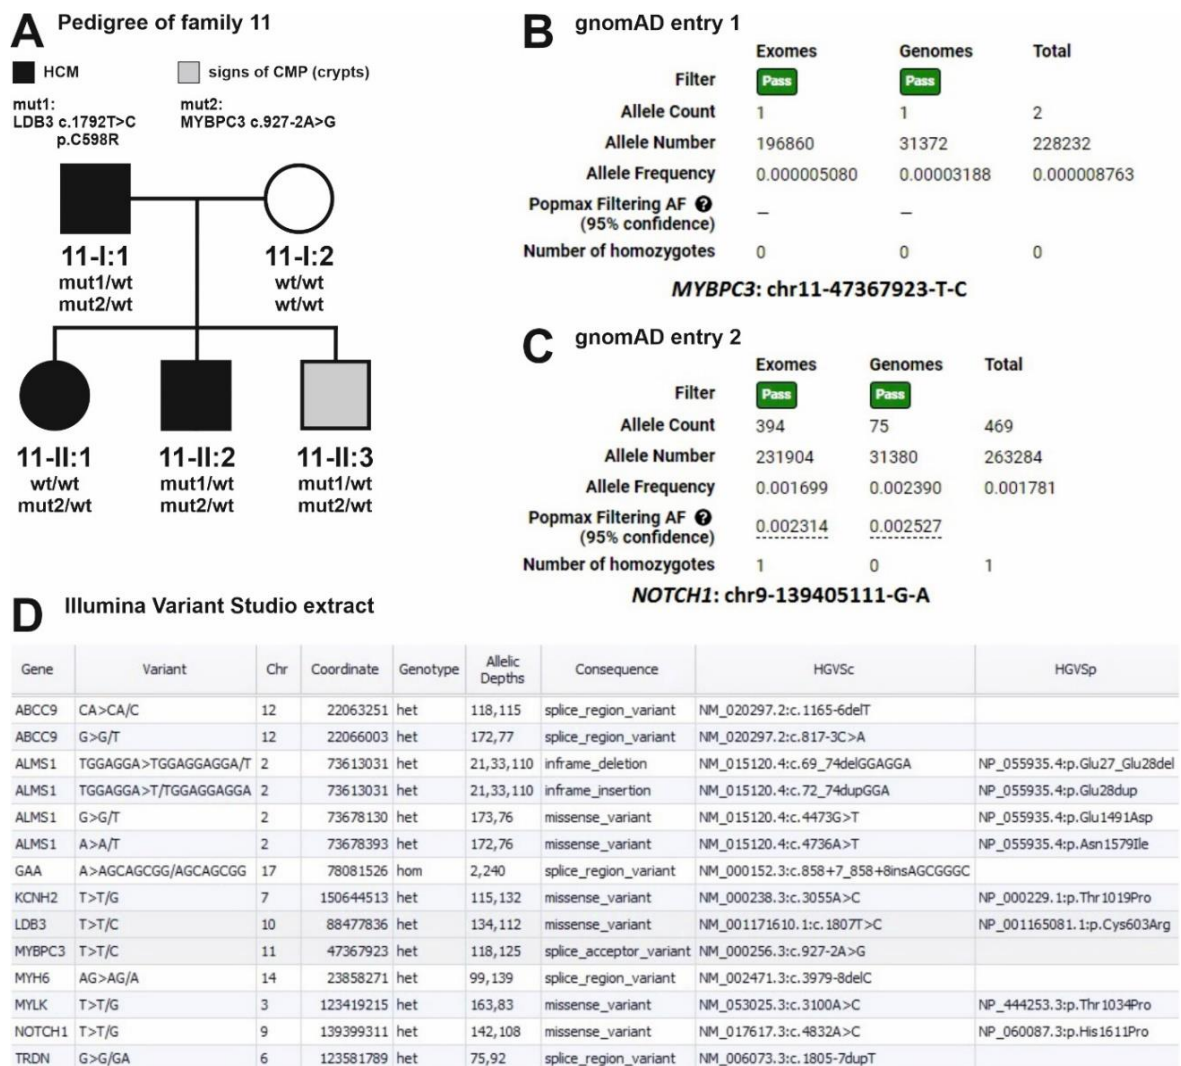 A Pedigree of family 11
HCM
signs of CMP (crypts)
mut1:
LDB3 c.1792T>C
p.C598R
mut2:
MYBPC3 c.927-2A>G
11-I:1
mut1/wt
mut2/wt
11-I:2
wt/wt
wt/wt
11-II:1
wt/wt
mut2/wt
11-II:2
mut1/wt
mut2/wt
11-II:3
mut1/wt
mut2/wt
B gnomAD entry 1
Exomes Genomes Total
Filter Pass Pass
Allele Count 1 1 2
Allele Number 196860 31372 228232
Allele Frequency 0.000005080 0.00003188 0.000008763
Popmax Filtering AF ?
(95% confidence) – –
Number of homozygotes 0 0 0
MYBPC3: chr11-47367923-T-C
C gnomAD entry 2
Exomes Genomes Total
Filter Pass Pass
Allele Count 394 75 469
Allele Number 231904 31380 263284
Allele Frequency 0.001699 0.002390 0.001781
Popmax Filtering AF ?
(95% confidence) 0.002314 0.002527
Number of homozygotes 1 0 1
NOTCH1: chr9-139405111-G-A
D Illumina Variant Studio extract
Gene Variant Chr Coordinate Genotype Allelic Depths Consequence HGVSc HGVSp
ABCC9 CA>CA/C 12 22063251 het 118,115 splice_region_variant NM_020297.2:c.1165-6delT
ABCC9 G>G/T 12 22066003 het 172,77 splice_region_variant NM_020297.2:c.817-3C>A
ALMS1 TGGAGGA>TGGAGGAGGA/T 2 73613031 het 21,33,110 inframe_deletion NM_015120.4:c.69_74delGGAGGA NP_055935.4:p.Glu27_Glu28del
ALMS1 TGGAGGA>T/TGGAGGAGGA 2 73613031 het 21,33,110 inframe_insertion NM_015120.4:c.72_74dupGGA NP_055935.4:p.Glu28dup
ALMS1 G>G/T 2 73678130 het 173,76 missense_variant NM_015120.4:c.4473G>T NP_055935.4:p.Glu1491Asp
ALMS1 A>A/T 2 73678393 het 172,76 missense_variant NM_015120.4:c.4736A>T NP_055935.4:p.Asn1579Ile
GAA A>AGCAGCGG/AGCAGCGG 17 78081526 hom 2,240 splice_region_variant NM_000152.3:c.858+7_858+8insAGCGGGC
KCNH2 T>T/G 7 150644513 het 115,132 missense_variant NM_000238.3:c.3055A>C NP_000229.1:p.Thr1019Pro
LDB3 T>T/C 10 88477836 het 134,112 missense_variant NM_001171610.1:c.1807T>C NP_001165081.1:p.Cys603Arg
MYBPC3 T>T/C 11 47367923 het 118,125 splice_acceptor_variant NM_000256.3:c.927-2A>G
MYH6 AG>AG/A 14 23858271 het 99,139 splice_region_variant NM_002471.3:c.3979-8delC
MYLK T>T/G 3 123419215 het 163,83 missense_variant NM_053025.3:c.3100A>C NP_444253.3:p.Thr1034Pro
NOTCH1 T>T/G 9 139399311 het 142,108 missense_variant NM_017617.3:c.4832A>C NP_060087.3:p.His1611Pro
TRDN G>G/GA 6 123581789 het 75,92 splice_region_variant NM_006073.3:c.1805-7dupT